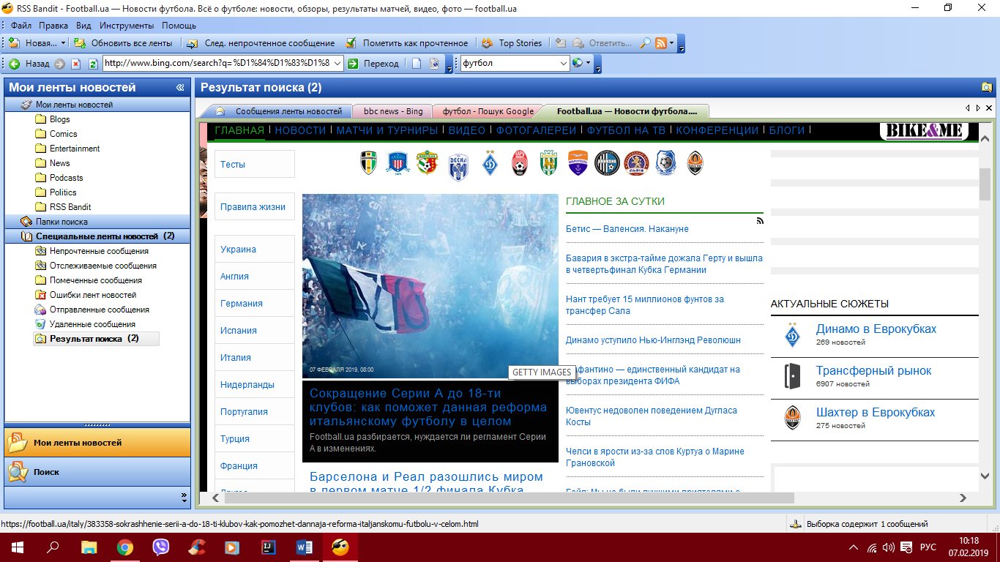 RSS Bandit - Football.ua — Новости футбола. Всё о футболе: новости, обзоры, результаты матчей, видео, фото — football.ua
Файл Правка Вид Инструменты Помощь
Новая... Обновить все ленты След. непрочтенное сообщение Пометить как прочтенное Top Stories Ответить...
Назад http://www.bing.com/search?q=%D1%84%D1%83%D1%8 Переход футбол
Мои ленты новостей
Результат поиска (2)
Мои ленты новостей
Blogs
Comics
Entertainment
News
Podcasts
Politics
RSS Bandit
Папки поиска
Специальные ленты новостей (2)
Непрочтенные сообщения
Отслеживаемые сообщения
Помеченные сообщения
Ошибки лент новостей
Отправленные сообщения
Удаленные сообщения
Результат поиска (2)
Мои ленты новостей
Поиск
Сообщения ленты новостей bbc news - Bing футбол - Пошук Google Football.ua — Новости футбола....
ГЛАВНАЯ НОВОСТИ МАТЧИ И ТУРНИРЫ ВИДЕО ФОТОГАЛЕРЕИ ФУТБОЛ НА ТВ КОНФЕРЕНЦИИ БЛОГИ
BIKE&ME
Тесты
Правила жизни
Украина
Англия
Германия
Испания
Италия
Нидерланды
Португалия
Турция
Франция
ДЕСНА
07 ФЕВРАЛЯ 2019, 08:00
GETTY IMAGES
Сокращение Серии А до 18-ти
клубов: как поможет данная реформа
итальянскому футболу в целом
Football.ua разбирается, нуждается ли регламент Серии
А в изменениях.
Барселона и Реал разошлись миром
в первом матче 1/2 финала Кубка
ГЛАВНОЕ ЗА СУТКИ
Бетис — Валенсия. Накануне
Бавария в экстра-тайме дожала Герту и вышла
в четвертьфинал Кубка Германии
Нант требует 15 миллионов фунтов за
трансфер Сала
Динамо уступило Нью-Инглэнд Революшн
фантино — единственный кандидат на
выборах президента ФИФА
Ювентус недоволен поведением Дугласа
Косты
Челси в ярости из-за слов Куртуа о Марине
Грановской
Бейл: Мы не были лучшими приятелями с
АКТУАЛЬНЫЕ СЮЖЕТЫ
Динамо в Еврокубках
269 новостей
Трансферный рынок
6907 новостей
Шахтер в Еврокубках
275 новостей
https://football.ua/italy/383358-sokrashhenie-serii-a-do-18-ti-klubov-kak-pomozhet-dannaja-reforma-italjanskomu-futbolu-v-celom.html
Выборка содержит 1 сообщений
РУС
10:18
07.02.2019